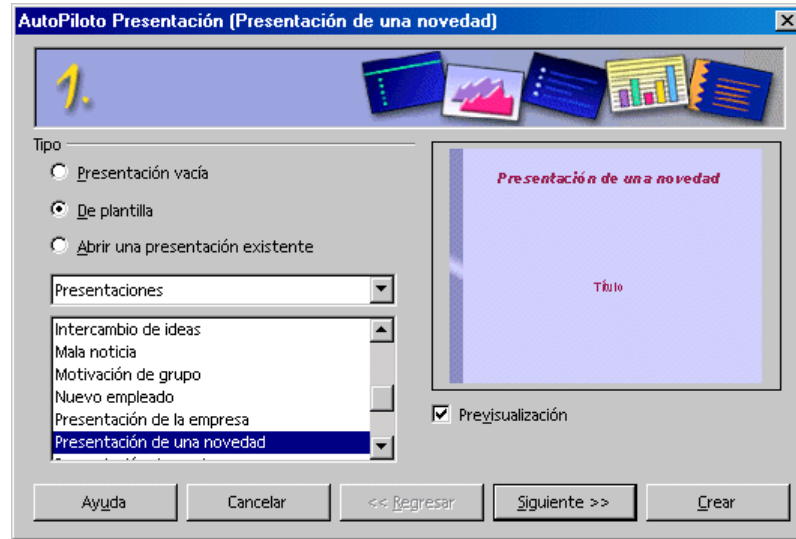 AutoPiloto Presentación (Presentación de una novedad)
1.
Tipo
Presentación vacía
De plantilla
Abrir una presentación existente
Presentaciones
Intercambio de ideas
Mala noticia
Motivación de grupo
Nuevo empleado
Presentación de la empresa
Presentación de una novedad
Presentación de una novedad
Título
Previsualización
Ayuda
Cancelar
<< Regresar
Siguiente >>
Crear